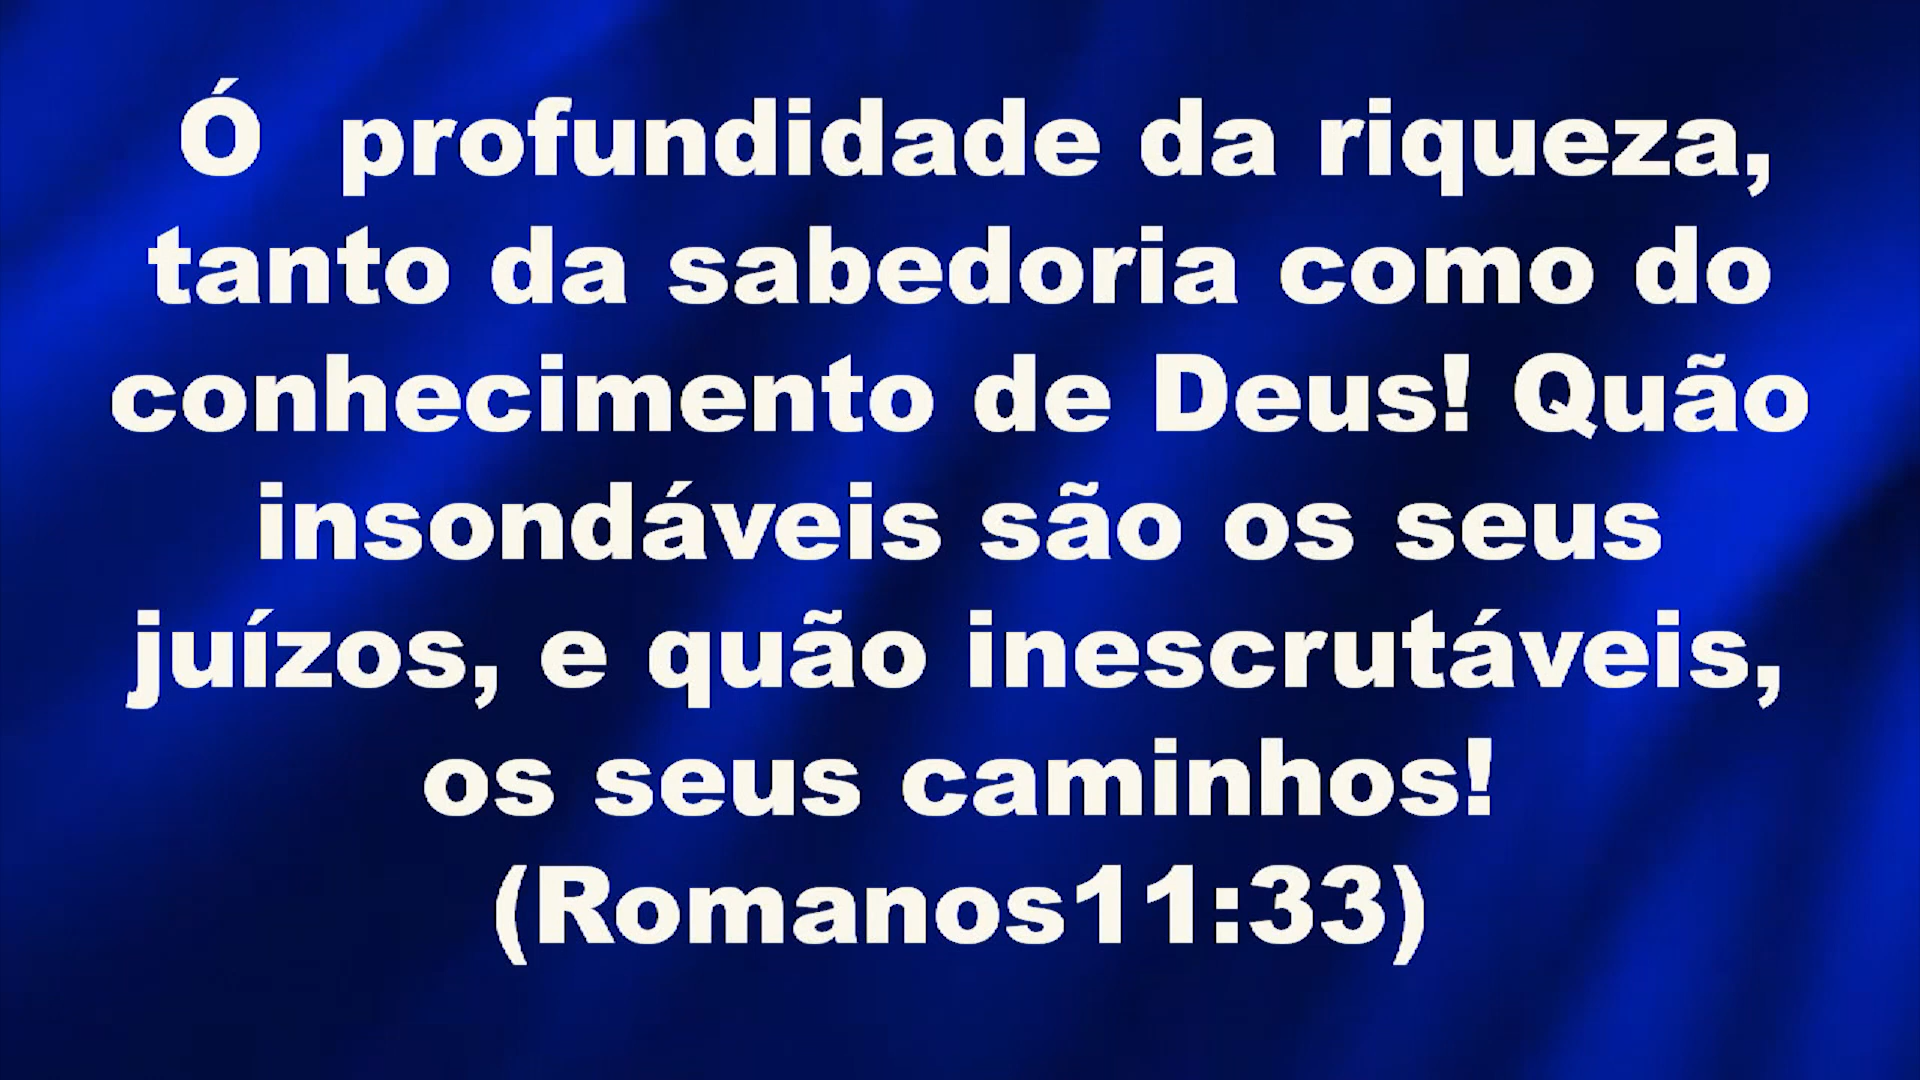 Ó  profundidade da riqueza,
tanto da sabedoria como do
conhecimento de Deus! Quão
insondáveis são os seus
juízos, e quão inescrutáveis,
os seus caminhos!
(Romanos11:33)